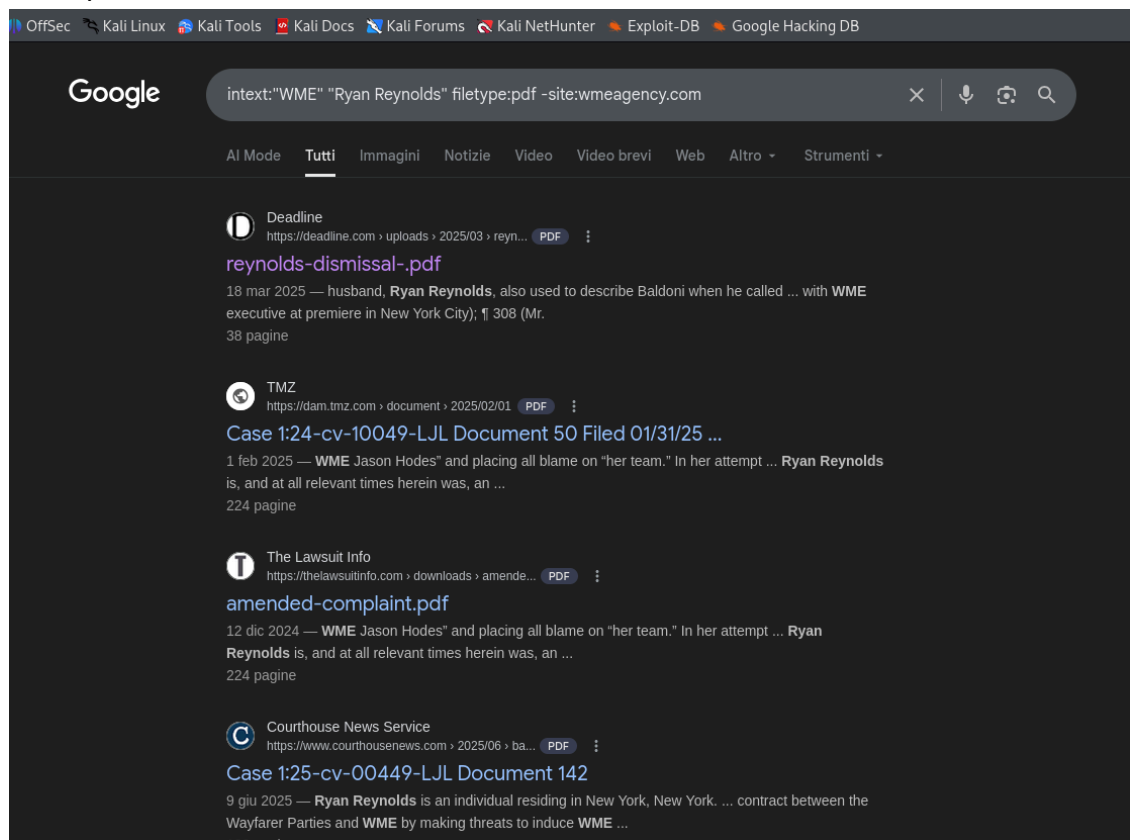 OffSec Kali Linux Kali Tools Kali Docs Kali Forums Kali NetHunter Exploit-DB Google Hacking DB
Google
intext:"WME" "Ryan Reynolds" filetype:pdf -site:wmeagency.com
AI Mode Tutti Immagini Notizie Video Video brevi Web Altro Strumenti
Deadline
https://deadline.com › uploads › 2025/03 › reyn... PDF
reynolds-dismissal-.pdf
18 mar 2025 — husband, Ryan Reynolds, also used to describe Baldoni when he called ... with WME
executive at premiere in New York City); ¶ 308 (Mr.
38 pagine
TMZ
https://dam.tmz.com › document › 2025/02/01 PDF
Case 1:24-cv-10049-LJL Document 50 Filed 01/31/25 ...
1 feb 2025 — WME Jason Hodes” and placing all blame on “her team.” In her attempt ... Ryan Reynolds
is, and at all relevant times herein was, an ...
224 pagine
The Lawsuit Info
https://thelawsuitinfo.com › downloads › amende... PDF
amended-complaint.pdf
12 dic 2024 — WME Jason Hodes” and placing all blame on “her team.” In her attempt ... Ryan
Reynolds is, and at all relevant times herein was, an ...
224 pagine
Courthouse News Service
https://www.courthousenews.com › 2025/06 › ba... PDF
Case 1:25-cv-00449-LJL Document 142
9 giu 2025 — Ryan Reynolds is an individual residing in New York, New York. ... contract between the
Wayfarer Parties and WME by making threats to induce WME ...